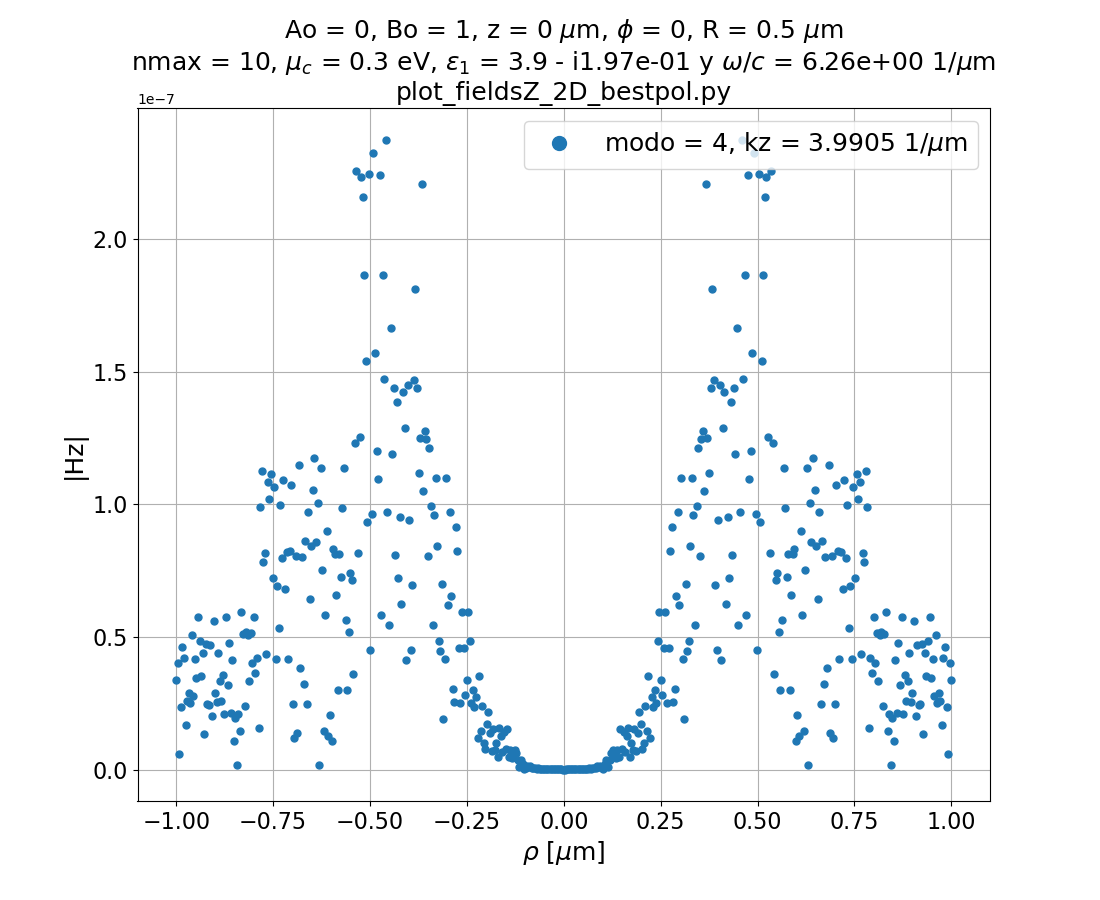 Ao = 0, Bo = 1, z = 0 μm, ϕ = 0, R = 0.5 μm
nmax = 10, μc = 0.3 eV, ε1 = 3.9 - i1.97e-01 y ω/c = 6.26e+00 1/μm
plot_fieldsZ_2D_bestpol.py
1e−7
modo = 4, kz = 3.9905 1/μm
2.0
1.5
1.0
0.5
0.0
|Hz|
−1.00 −0.75 −0.50 −0.25 0.00 0.25 0.50 0.75 1.00
ρ [μm]